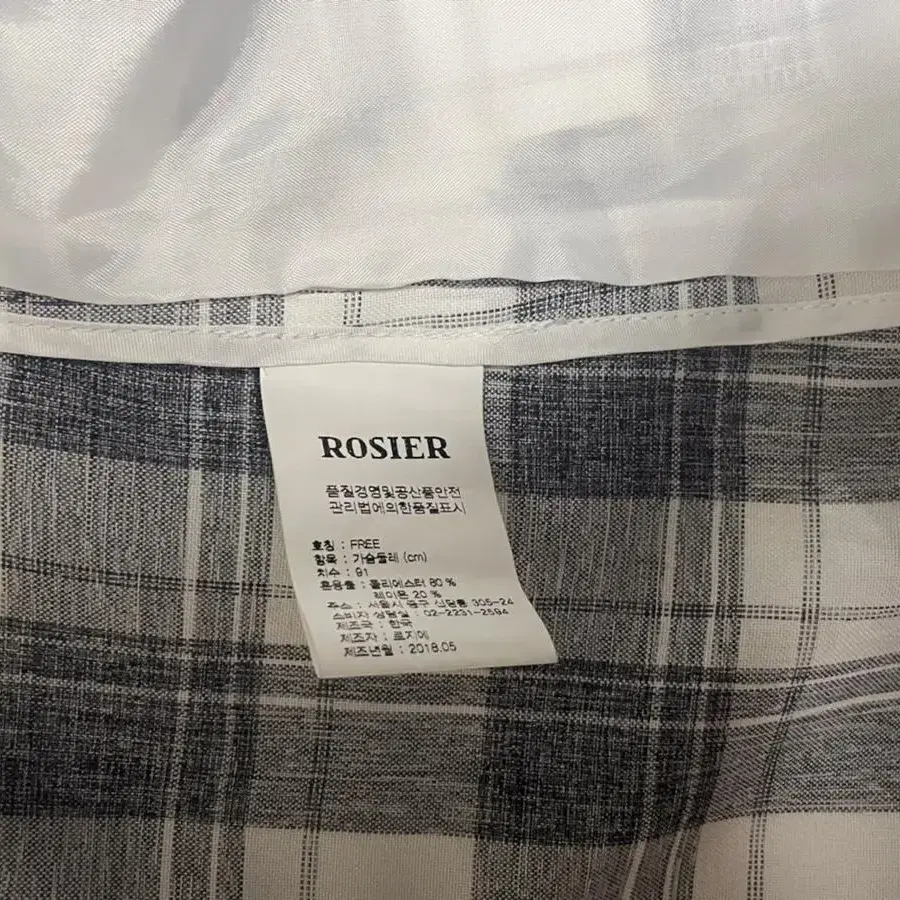 ROSIER
품질경영및공산품안전
관리법에의한품질표시
호칭 : FREE
항목 : 가슴둘레 (cm)
치수 : 91
혼용률 : 폴리에스터 80 %
레이온 20 %
주소 : 서울시 중구 신당동 305-24
소비자 상담실 : 02-2231-2594
제조국 : 한국
제조자 : 로지에
제조년월 : 2018.05